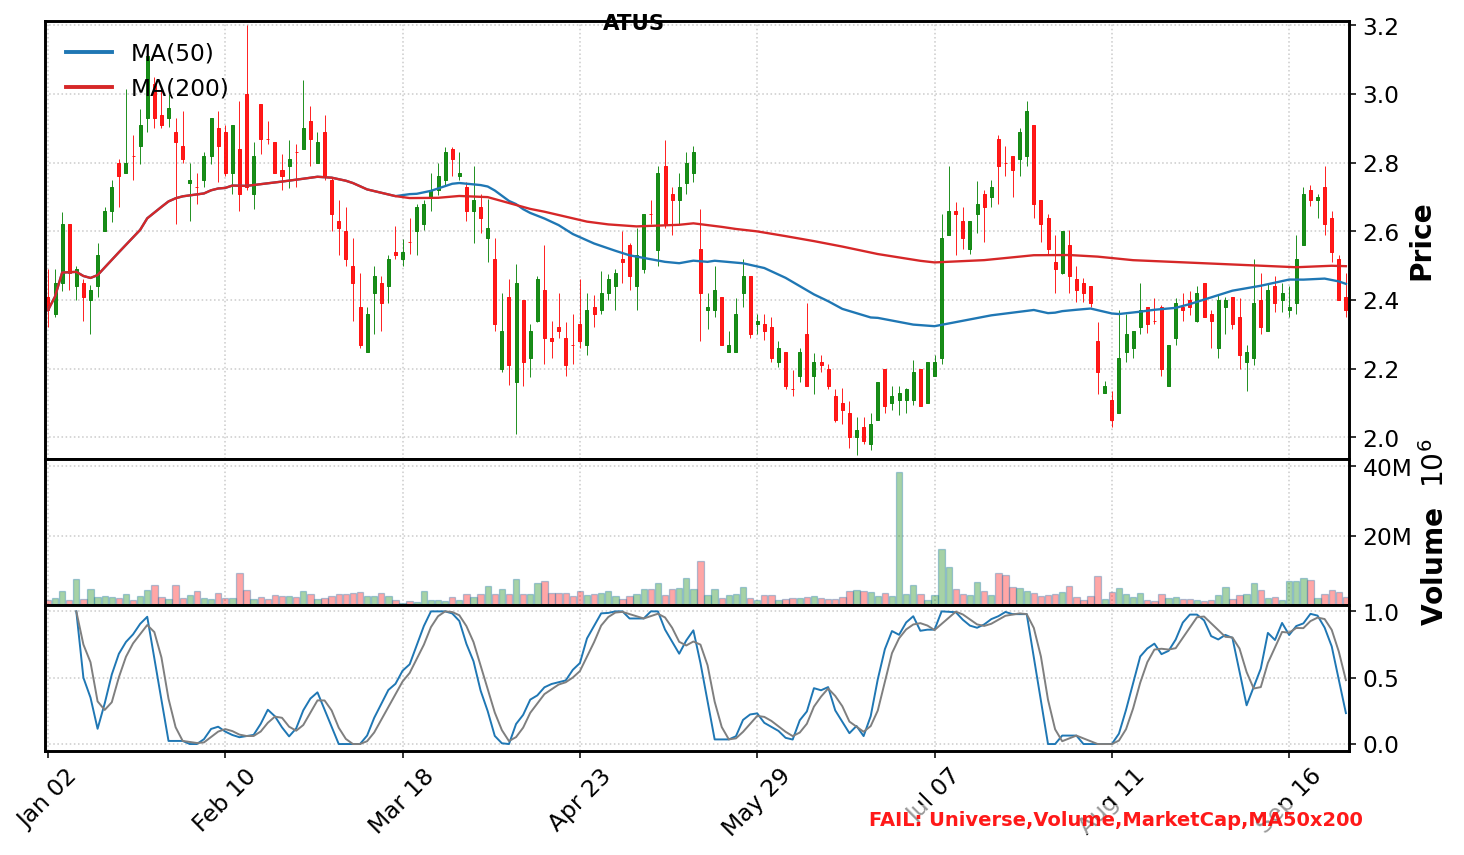 ATUS
MA(50)
MA(200)
3.2
3.0
2.8
2.6
2.4
2.2
2.0
Price
40M
20M
Volume 10^6
1.0
0.5
0.0
Jan 02
Feb 10
Mar 18
Apr 23
May 29
Jul 07
Aug 11
Sep 16
FAIL: Universe,Volume,MarketCap,MA50x200